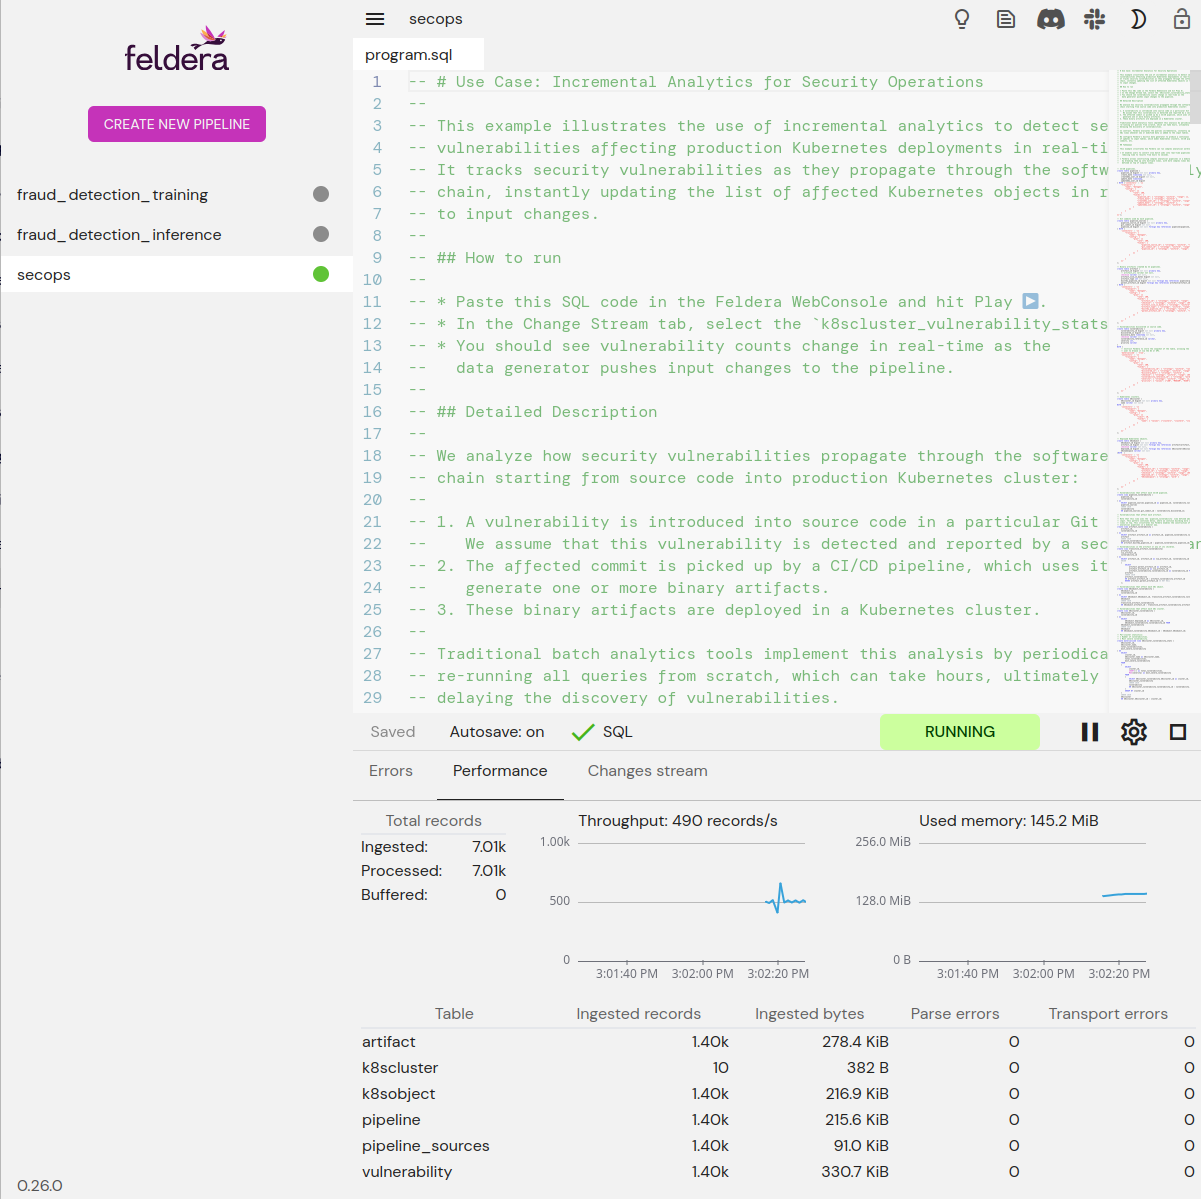 feldera
CREATE NEW PIPELINE
fraud_detection_training
fraud_detection_inference
secops
0.26.0
secops
program.sql
1 -- # Use Case: Incremental Analytics for Security Operations
2 --
3 -- This example illustrates the use of incremental analytics to detect se
4 -- vulnerabilities affecting production Kubernetes deployments in real-ti
5 -- It tracks security vulnerabilities as they propagate through the softw
6 -- chain, instantly updating the list of affected Kubernetes objects in r
7 -- to input changes.
8 --
9 -- ## How to run
10 --
11 -- * Paste this SQL code in the Feldera WebConsole and hit Play ▶️.
12 -- * In the Change Stream tab, select the `k8scluster_vulnerability_stats
13 -- * You should see vulnerability counts change in real-time as the
14 --   data generator pushes input changes to the pipeline.
15 --
16 -- ## Detailed Description
17 --
18 -- We analyze how security vulnerabilities propagate through the software
19 -- chain starting from source code into production Kubernetes cluster:
20 --
21 -- 1. A vulnerability is introduced into source code in a particular Git
22 --    We assume that this vulnerability is detected and reported by a sec
23 -- 2. The affected commit is picked up by a CI/CD pipeline, which uses it
24 --    generate one or more binary artifacts.
25 -- 3. These binary artifacts are deployed in a Kubernetes cluster.
26 --
27 -- Traditional batch analytics tools implement this analysis by periodica
28 -- re-running all queries from scratch, which can take hours, ultimately
29 -- delaying the discovery of vulnerabilities.
Saved Autosave: on SQL RUNNING
Errors Performance Changes stream
Total records
Ingested: 7.01k
Processed: 7.01k
Buffered: 0
Throughput: 490 records/s
1.00k
500
0
3:01:40 PM 3:02:00 PM 3:02:20 PM
Used memory: 145.2 MiB
256.0 MiB
128.0 MiB
0 B
3:01:40 PM 3:02:00 PM 3:02:20 PM
Table Ingested records Ingested bytes Parse errors Transport errors
artifact 1.40k 278.4 KiB 0 0
k8scluster 10 382 B 0 0
k8sobject 1.40k 216.9 KiB 0 0
pipeline 1.40k 215.6 KiB 0 0
pipeline_sources 1.40k 91.0 KiB 0 0
vulnerability 1.40k 330.7 KiB 0 0